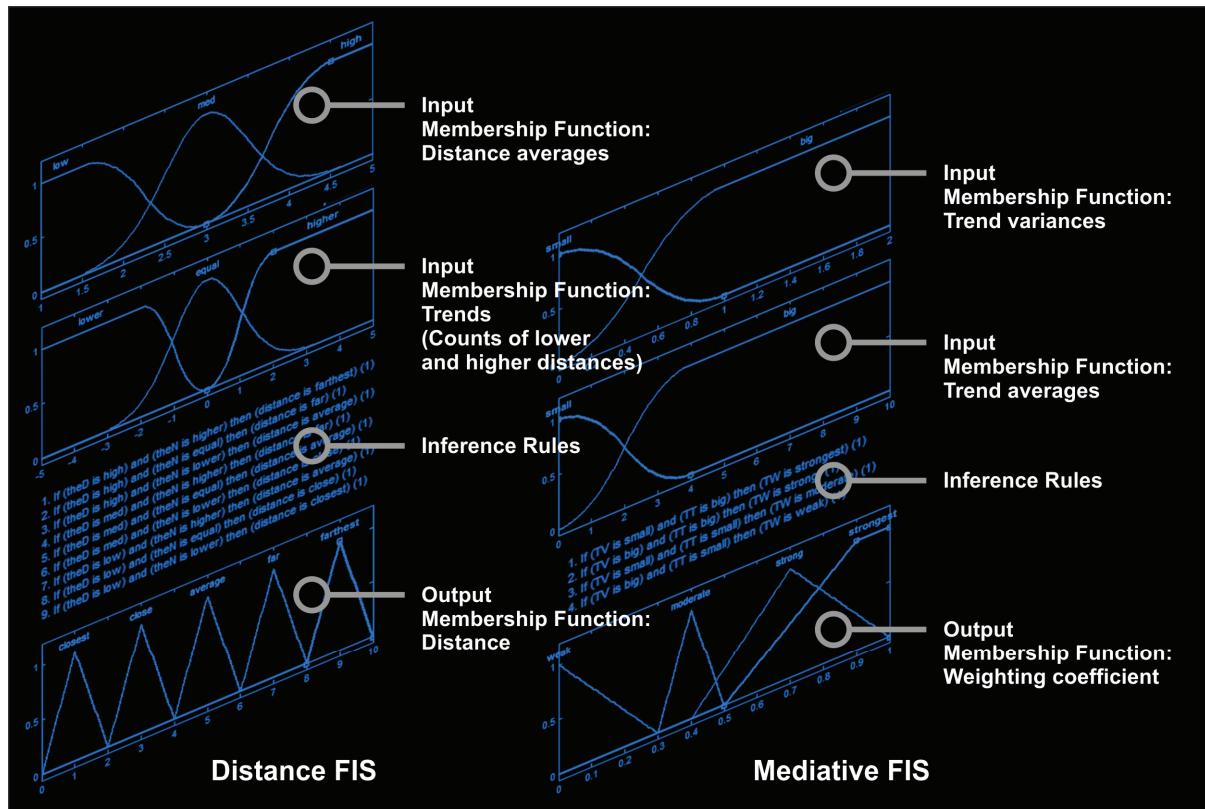 low
med
high
1
0.5
0
1
1.5
2
2.5
3
3.5
4
4.5
5
Input
Membership Function:
Distance averages
lower
equal
higher
1
0.5
0
-5
-4
-3
-2
-1
0
1
2
3
4
5
Input
Membership Function:
Trends
(Counts of lower
and higher distances)
1. If (theD is high) and (theN is higher) then (distance is farthest) (1)
2. If (theD is high) and (theN is equal) then (distance is far) (1)
3. If (theD is high) and (theN is lower) then (distance is average) (1)
4. If (theD is med) and (theN is higher) then (distance is far) (1)
5. If (theD is med) and (theN is equal) then (distance is average) (1)
6. If (theD is med) and (theN is lower) then (distance is close) (1)
7. If (theD is low) and (theN is higher) then (distance is average) (1)
8. If (theD is low) and (theN is equal) then (distance is close) (1)
9. If (theD is low) and (theN is lower) then (distance is closest) (1)
Inference Rules
closest
close
average
far
farthest
1
0.5
0
0
1
2
3
4
5
6
7
8
9
10
Output
Membership Function:
Distance
Distance FIS
small
big
1
0.5
0
0.2
0.4
0.6
0.8
1
1.2
1.4
1.6
1.8
2
Input
Membership Function:
Trend variances
small
big
1
0.5
0
0
1
2
3
4
5
6
7
8
9
10
Input
Membership Function:
Trend averages
1. If (TV is small) and (TT is big) then (TW is strongest) (1)
2. If (TV is big) and (TT is big) then (TW is strong) (1)
3. If (TV is small) and (TT is small) then (TW is moderate) (1)
4. If (TV is big) and (TT is small) then (TW is weak) (1)
Inference Rules
weak
moderate
strong
strongest
1
0.5
0
0
0.1
0.2
0.3
0.4
0.5
0.6
0.7
0.8
0.9
1
Output
Membership Function:
Weighting coefficient
Mediative FIS